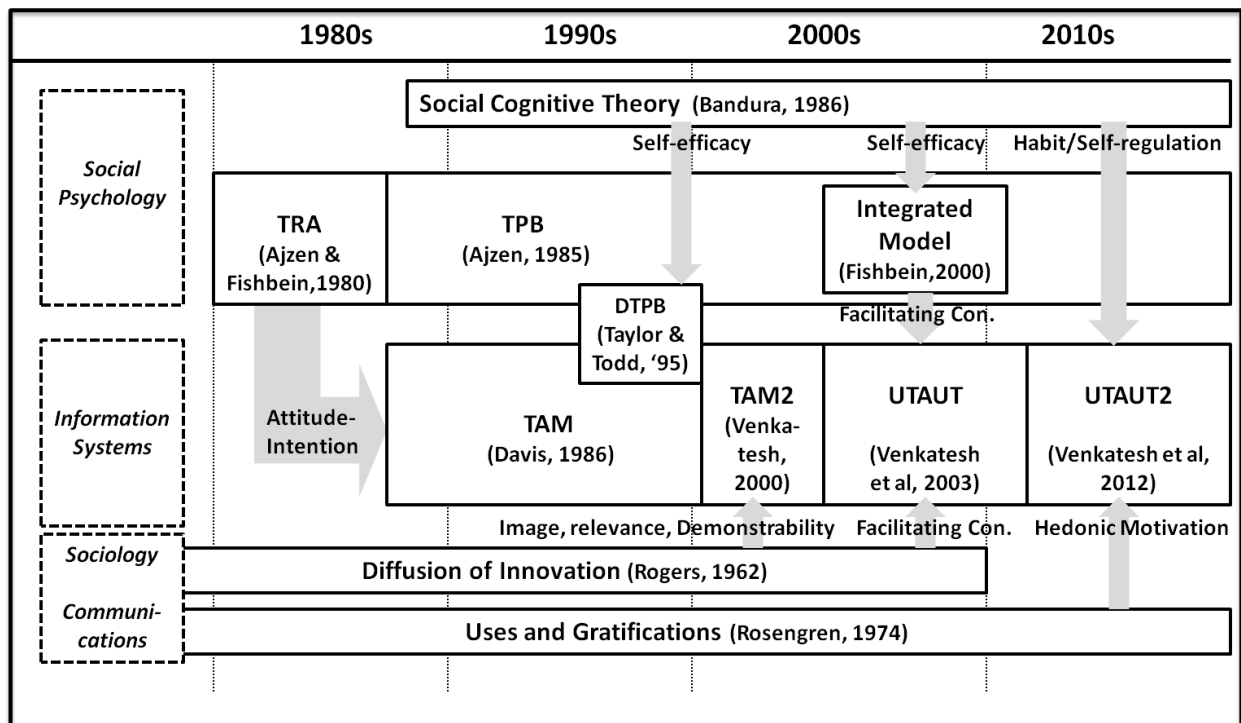 1980s 1990s 2000s 2010s
Social Cognitive Theory (Bandura, 1986)
Self-efficacy Self-efficacy Habit/Self-regulation
Social
Psychology
TRA
(Ajzen &
Fishbein,1980)
TPB
(Ajzen, 1985)
Integrated
Model
(Fishbein,2000)
Facilitating Con.
DTPB
(Taylor &
Todd, ‘95)
Information
Systems
Attitude-
Intention
TAM
(Davis, 1986)
TAM2
(Venka-
tesh,
2000)
UTAUT
(Venkatesh
et al, 2003)
UTAUT2
(Venkatesh et al,
2012)
Image, relevance, Demonstrability Facilitating Con. Hedonic Motivation
Sociology
Communi-
cations
Diffusion of Innovation (Rogers, 1962)
Uses and Gratifications (Rosengren, 1974)